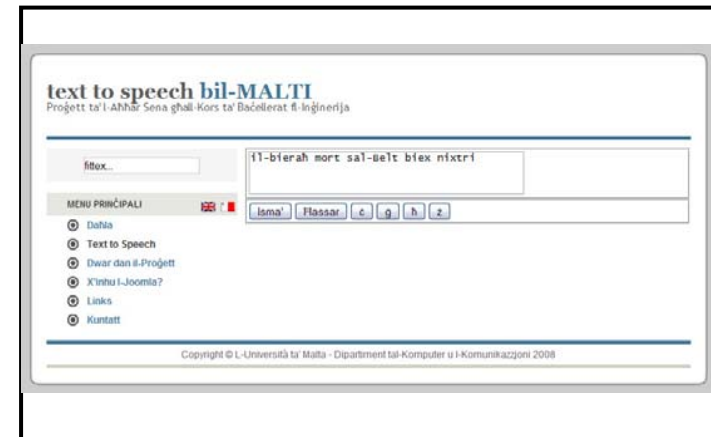 text to speech bil-MALTI
Proġett ta' l-Aħħar Sena għall-Kors ta' Baċellerat fl-Inġinerija
fittex...
il-bieraħ mort sal-Belt biex nixtri
MENU PRINĊIPALI
Isma' Ħassar ċ ġ ħ ż
Daħla
Text to Speech
Dwar dan il-Proġett
X'inhu l-Joomla?
Links
Kuntatt
Copyright © L-Università ta' Malta - Dipartiment tal-Komputer u l-Komunikazzjoni 2008